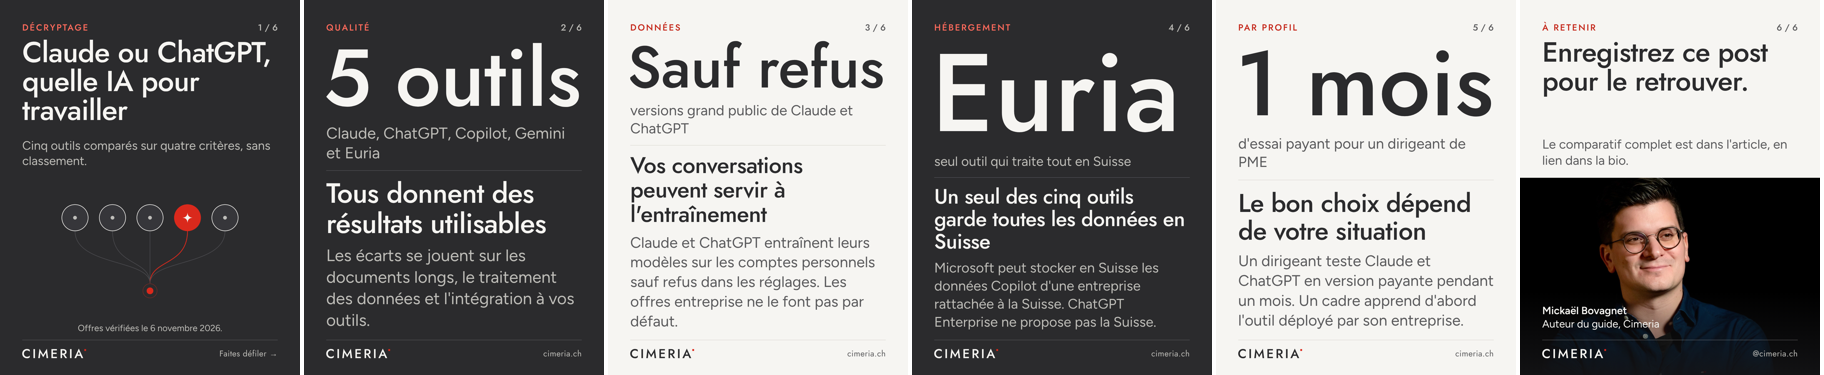 DÉCRYPTAGE
1 / 6
Claude ou ChatGPT,
quelle IA pour
travailler
Cinq outils comparés sur quatre critères, sans
classement.
Offres vérifiées le 6 novembre 2026.
CIMERIA
Faites défiler →
QUALITÉ
2 / 6
5 outils
Claude, ChatGPT, Copilot, Gemini
et Euria
Tous donnent des
résultats utilisables
Les écarts se jouent sur les
documents longs, le traitement
des données et l'intégration à vos
outils.
CIMERIA
cimeria.ch
DONNÉES
3 / 6
Sauf refus
versions grand public de Claude et
ChatGPT
Vos conversations
peuvent servir à
l'entraînement
Claude et ChatGPT entraînent leurs
modèles sur les comptes personnels
sauf refus dans les réglages. Les
offres entreprise ne le font pas par
défaut.
CIMERIA
cimeria.ch
HÉBERGEMENT
4 / 6
Euria
seul outil qui traite tout en Suisse
Un seul des cinq outils
garde toutes les données en
Suisse
Microsoft peut stocker en Suisse les
données Copilot d'une entreprise
rattachée à la Suisse. ChatGPT
Enterprise ne propose pas la Suisse.
CIMERIA
cimeria.ch
PAR PROFIL
5 / 6
1 mois
d'essai payant pour un dirigeant de
PME
Le bon choix dépend
de votre situation
Un dirigeant teste Claude et
ChatGPT en version payante pendant
un mois. Un cadre apprend d'abord
l'outil déployé par son entreprise.
CIMERIA
cimeria.ch
À RETENIR
6 / 6
Enregistrez ce post
pour le retrouver.
Le comparatif complet est dans l'article, en
lien dans la bio.
Mickaël Bovagnet
Auteur du guide, Cimeria
CIMERIA
@cimeria.ch